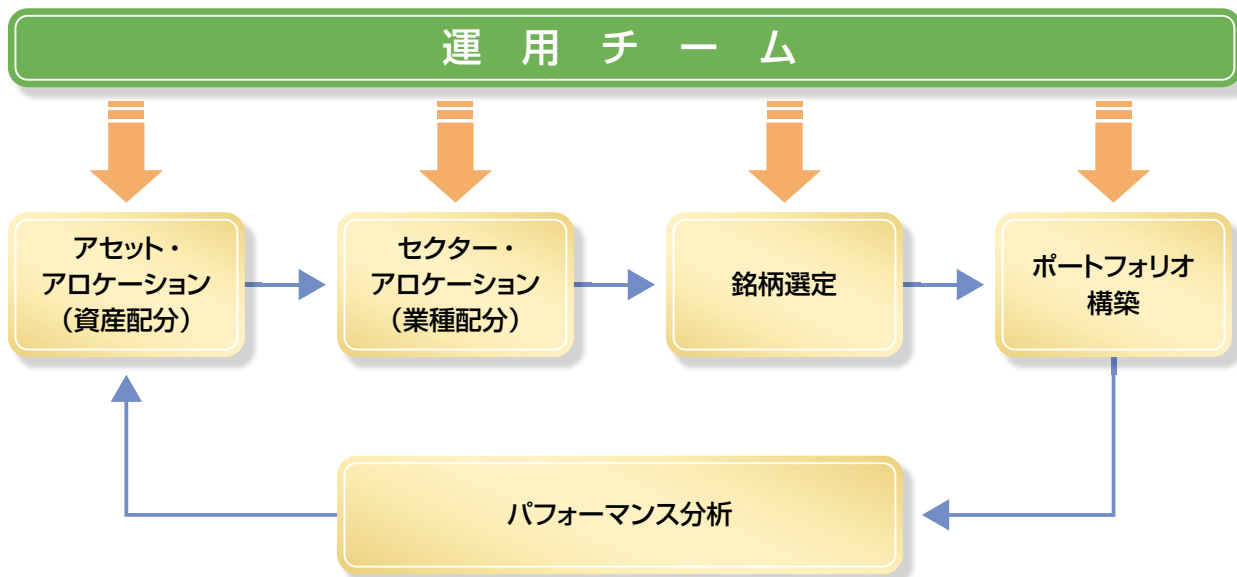 運用チーム
アセット・
アロケーション
（資産配分）
セクター・
アロケーション
（業種配分）
銘柄選定
ポートフォリオ
構築
パフォーマンス分析